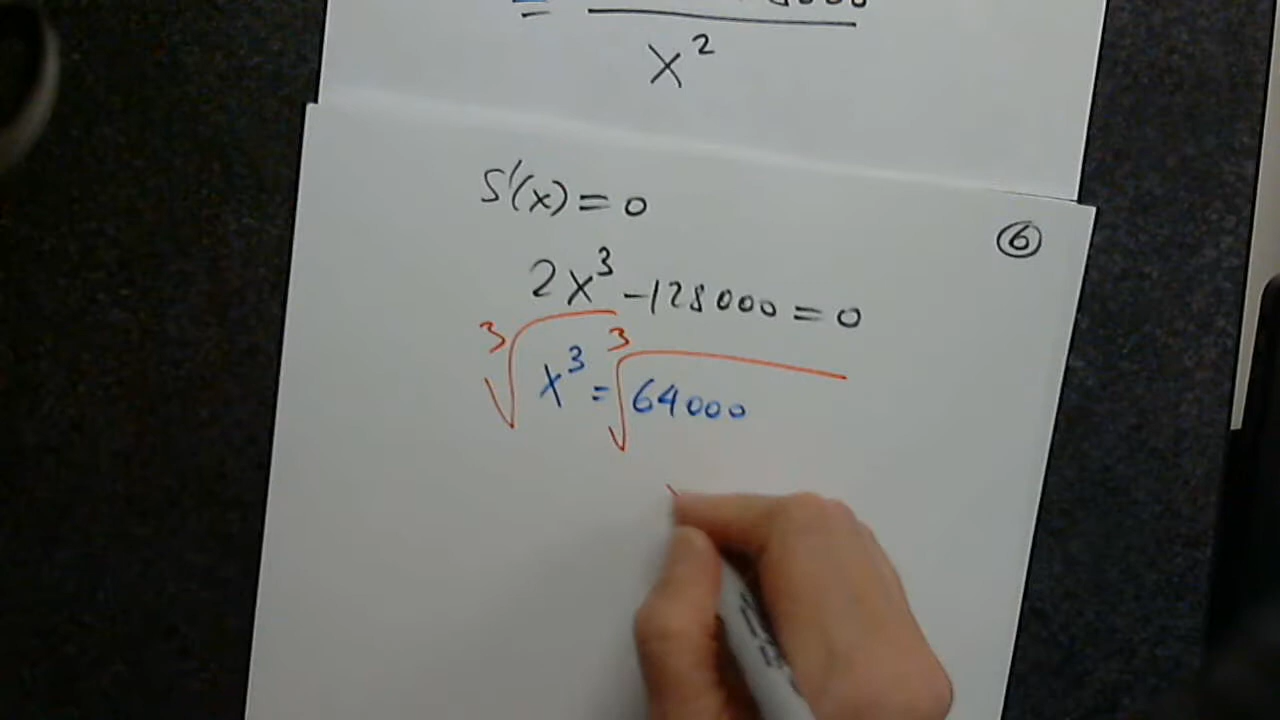 =
x²
S'(x) = 0
⑥
2x³ - 128000 = 0
∛x³ = ∛64000